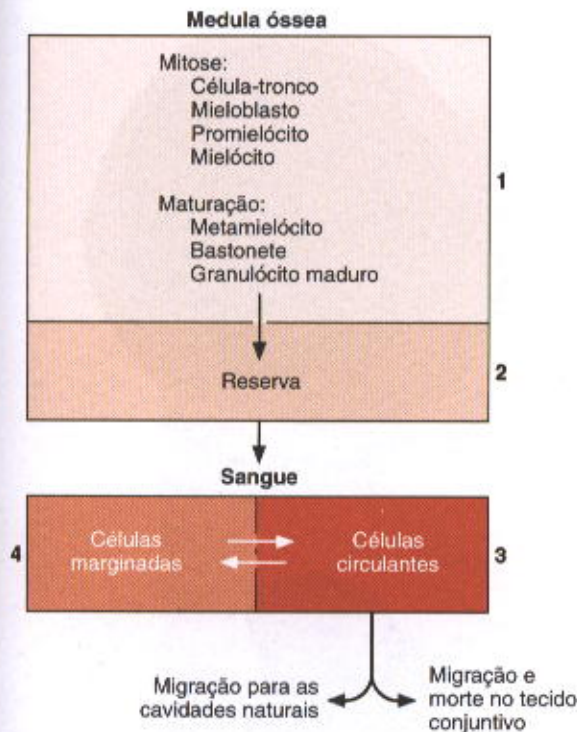 Medula óssea
Mitose:
Célula-tronco
Mieloblasto
Promielócito
Mielócito
1
Maturação:
Metamielócito
Bastonete
Granulócito maduro
Reserva
2
Sangue
4
Células
marginadas
Células
circulantes
3
Migração para as
cavidades naturais
Migração e
morte no tecido
conjuntivo